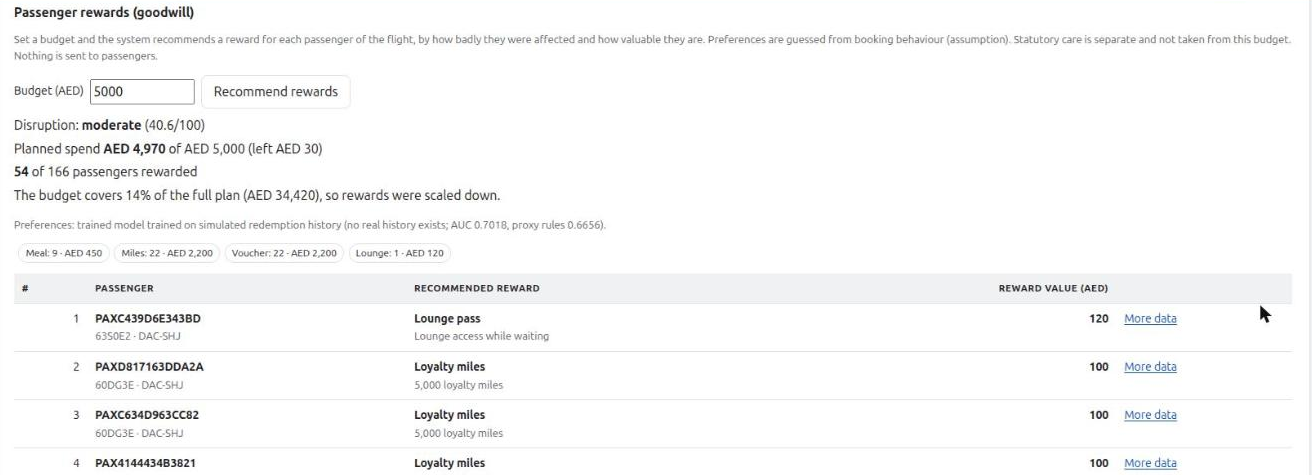 Passenger rewards (goodwill)
Set a budget and the system recommends a reward for each passenger of the flight, by how badly they were affected and how valuable they are. Preferences are guessed from booking behaviour (assumption). Statutory care is separate and not taken from this budget.
Nothing is sent to passengers.
Budget (AED) 5000 Recommend rewards
Disruption: moderate (40.6/100)
Planned spend AED 4,970 of AED 5,000 (left AED 30)
54 of 166 passengers rewarded
The budget covers 14% of the full plan (AED 34,420), so rewards were scaled down.
Preferences: trained model trained on simulated redemption history (no real history exists; AUC 0.7018, proxy rules 0.6656).
Meal: 9 - AED 450 Miles: 22 - AED 2,200 Voucher: 22 - AED 2,200 Lounge: 1 - AED 120
# PASSENGER RECOMMENDED REWARD REWARD VALUE (AED)
1 PAXC439D6E343BD Lounge pass 120 More data
63S0E2 · DAC-SHJ Lounge access while waiting
2 PAXD817163DDA2A Loyalty miles 100 More data
60DG3E · DAC-SHJ 5,000 loyalty miles
3 PAXC634D963CC82 Loyalty miles 100 More data
60DG3E · DAC-SHJ 5,000 loyalty miles
4 PAX4144434B3821 Loyalty miles 100 More data